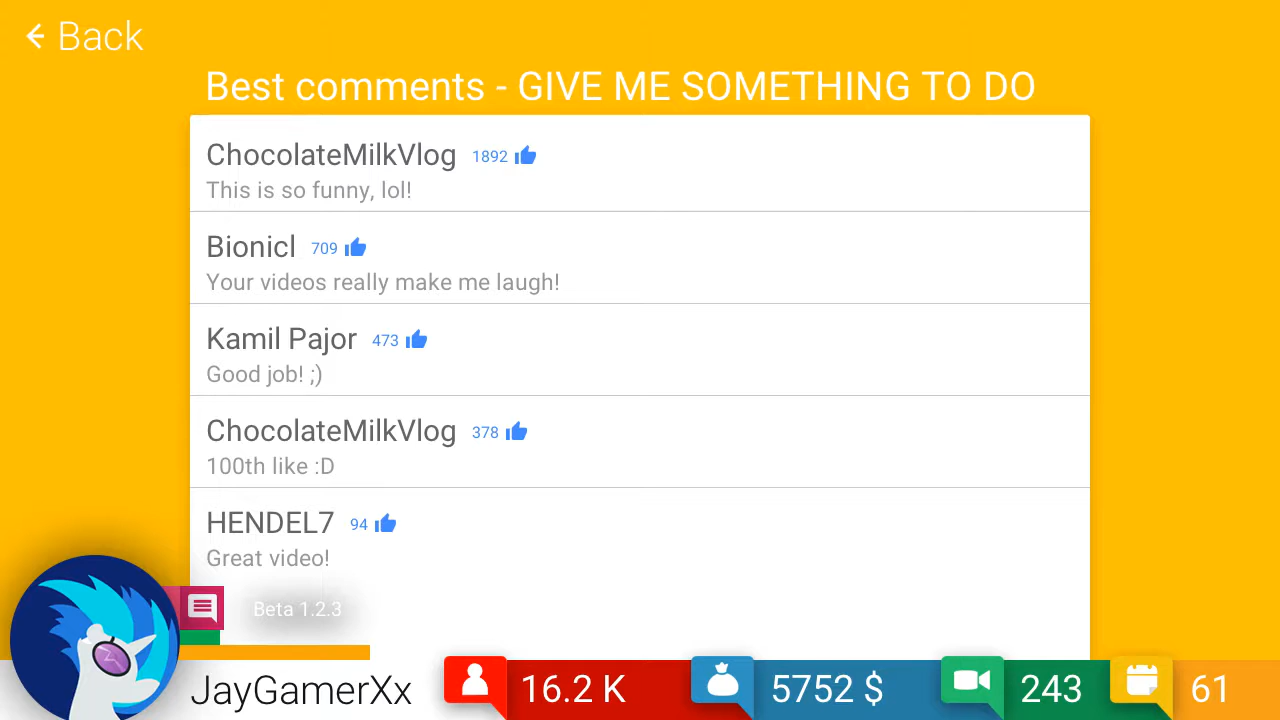 Back
Best comments - GIVE ME SOMETHING TO DO
ChocolateMilkVlog 1892
This is so funny, lol!
Bionicl 709
Your videos really make me laugh!
Kamil Pajor 473
Good job! ;)
ChocolateMilkVlog 378
100th like :D
HENDEL7 94
Great video!
Beta 1.2.3
JayGamerXx 16.2 K 5752 $ 243 61